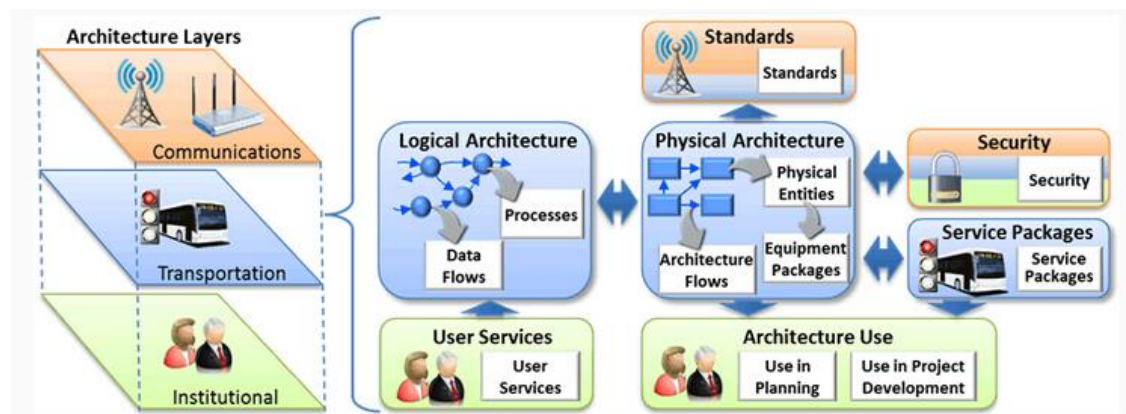 Architecture Layers
Communications
Transportation
Institutional
Standards
Standards
Logical Architecture
Processes
Data
Flows
Physical Architecture
Physical
Entities
Architecture
Flows
Equipment
Packages
Security
Security
Service Packages
Service
Packages
User Services
User
Services
Architecture Use
Use in
Planning
Use in Project
Development